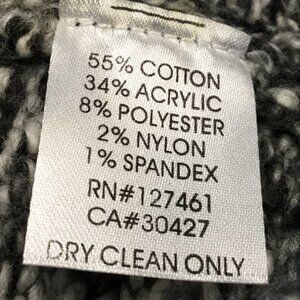 55% COTTON
34% ACRYLIC
8% POLYESTER
2% NYLON
1% SPANDEX
RN#127461
CA#30427
DRY CLEAN ONLY